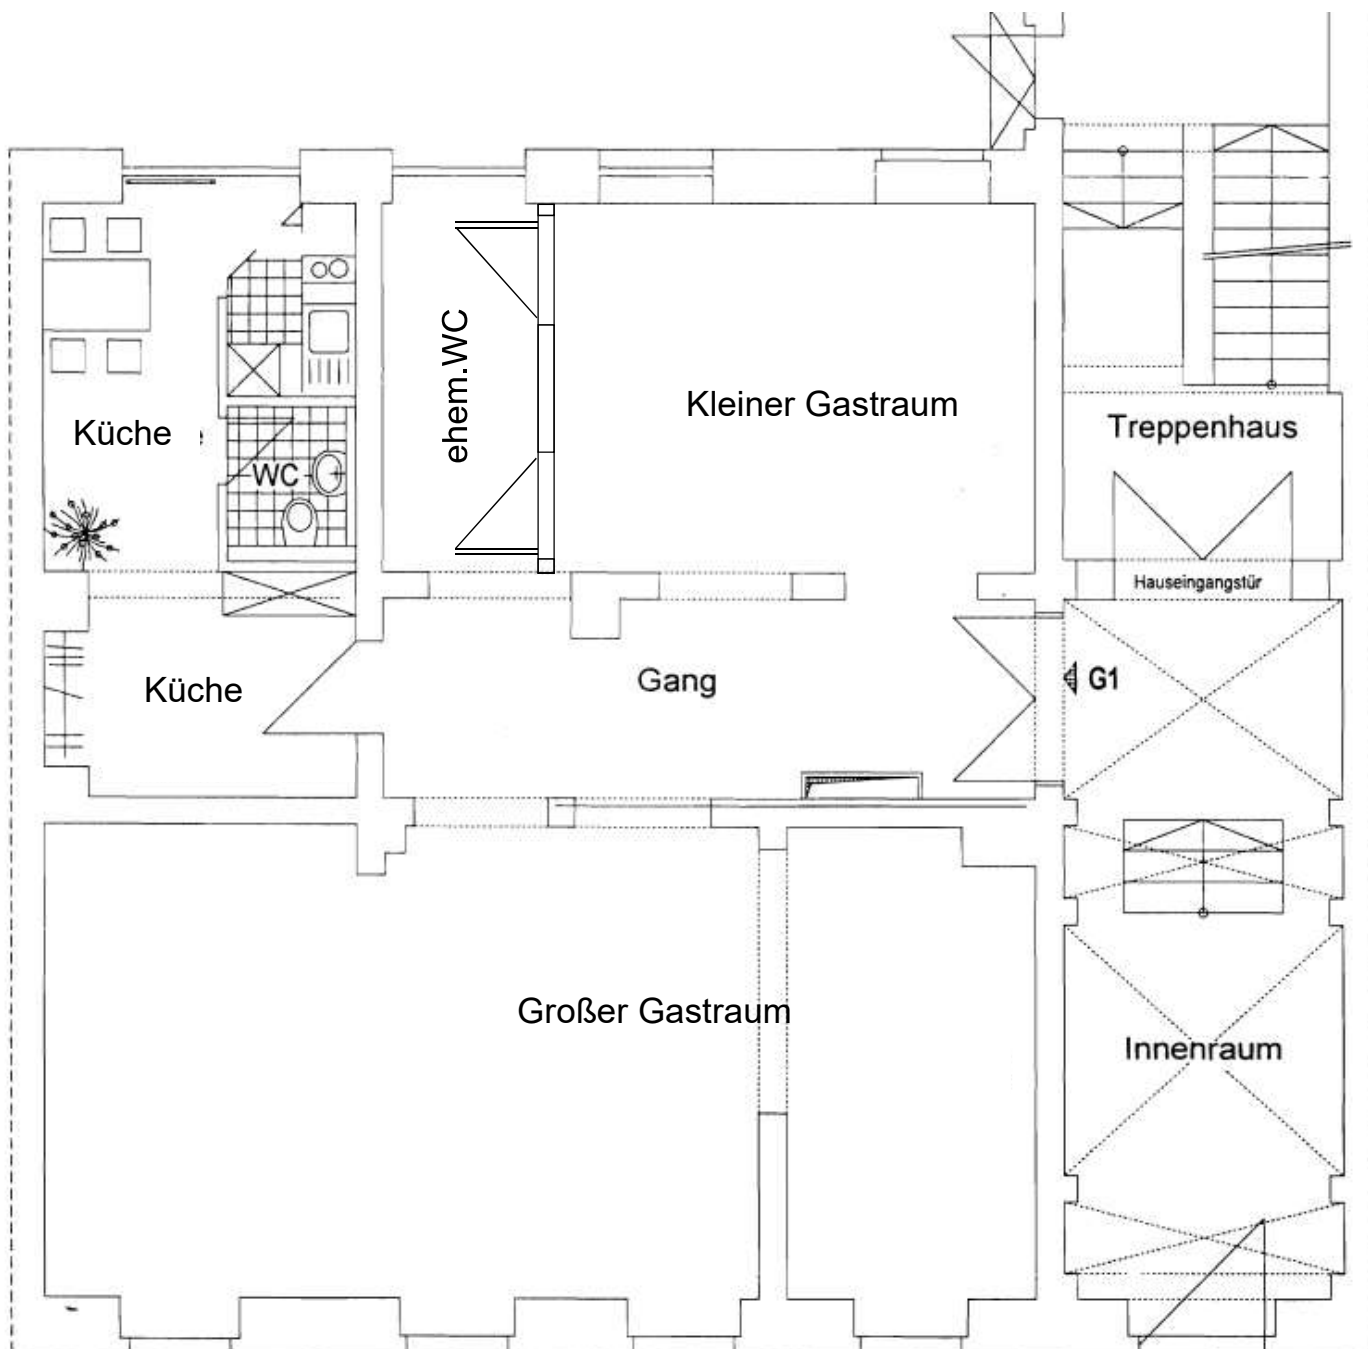 Küche
WC
ehem.WC
Kleiner Gastraum
Treppenhaus
Hauseingangstür
Küche
Gang
G1
Großer Gastraum
Innenraum